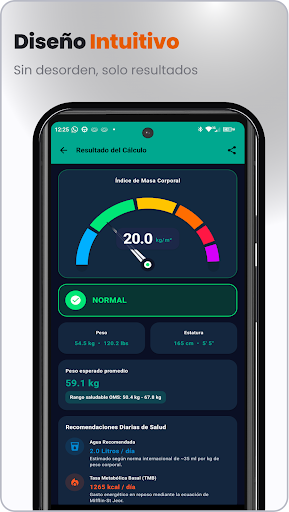 Diseño Intuitivo
Sin desorden, solo resultados
12:25
Resultado del Cálculo
Índice de Masa Corporal
20.0 kg/m²
NORMAL
Peso
54.5 kg • 120.2 lbs
Estatura
165 cm • 5' 5"
Peso esperado promedio
59.1 kg
Rango saludable OMS: 50.4 kg - 67.8 kg
Recomendaciones Diarias de Salud
Agua Recomendada
2.0 Litros / día
Estimado según norma internacional de ~35 ml por kg de
peso corporal.
Tasa Metabólica Basal (TMB)
1265 kcal / día
Gasto energético en reposo mediante la ecuación de
Mifflin-St Jeor.